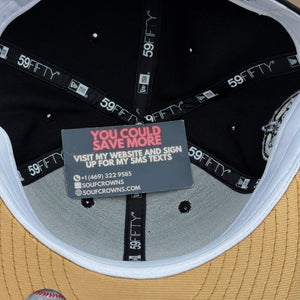 59FIFTY
59FIFTY
59FIFTY
59FIFTY
YOU COULD
SAVE MORE
VISIT MY WEBSITE AND SIGN
UP FOR MY SMS TEXTS
+1 (469) 322 9585
SOUFCROWNS.
SOUFCROWNS.COM
59FIFTY
59FIFTY